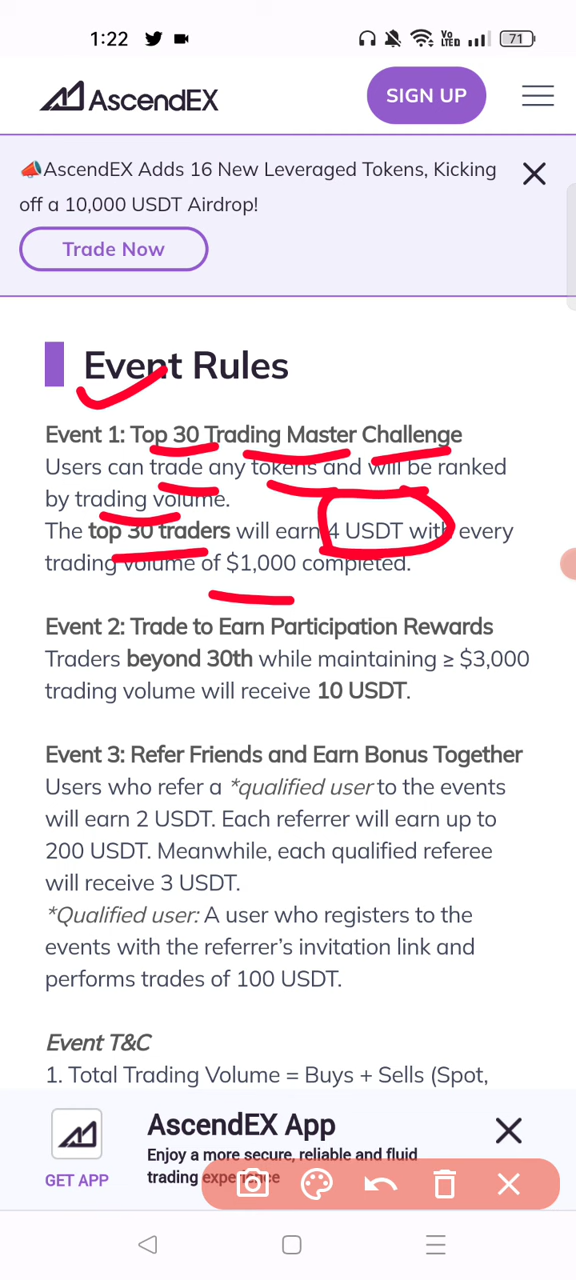 1:22
Vo
LTED
71
AscendEX
SIGN UP
AscendEX Adds 16 New Leveraged Tokens, Kicking
off a 10,000 USDT Airdrop!
Trade Now
Event Rules
Event 1: Top 30 Trading Master Challenge
Users can trade any tokens and will be ranked
by trading volume.
The top 30 traders will earn 4 USDT with every
trading volume of $1,000 completed.
Event 2: Trade to Earn Participation Rewards
Traders beyond 30th while maintaining ≥ $3,000
trading volume will receive 10 USDT.
Event 3: Refer Friends and Earn Bonus Together
Users who refer a *qualified user to the events
will earn 2 USDT. Each referrer will earn up to
200 USDT. Meanwhile, each qualified referee
will receive 3 USDT.
*Qualified user: A user who registers to the
events with the referrer's invitation link and
performs trades of 100 USDT.
Event T&C
1. Total Trading Volume = Buys + Sells (Spot,
AscendEX App
Enjoy a more secure, reliable and fluid
trading experience
GET APP